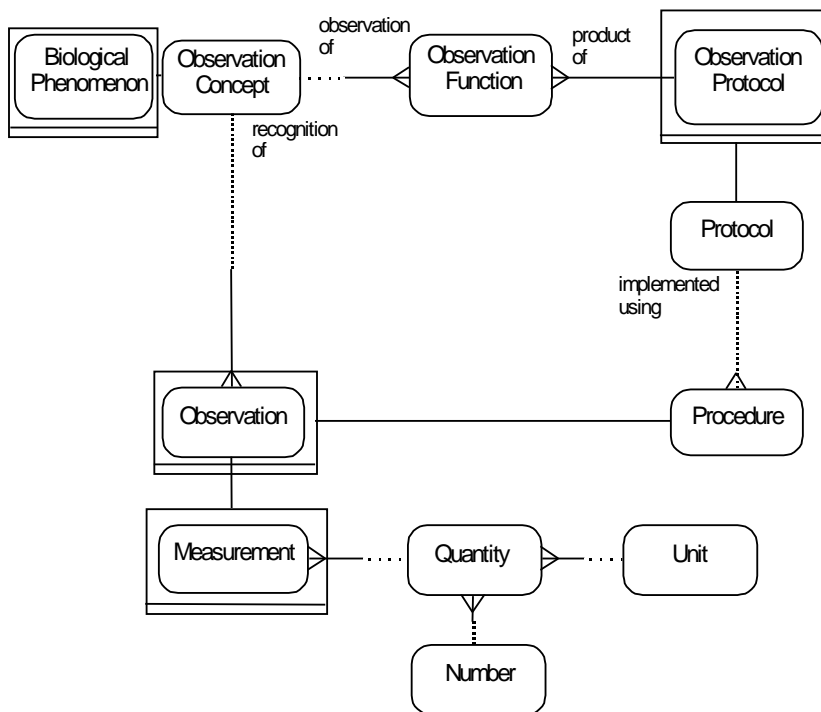 observation
of
product
of
Biological
Phenomenon
Observation
Concept
Observation
Function
Observation
Protocol
recognition
of
Protocol
implemented
using
Observation
Procedure
Measurement
Quantity
Unit
Number